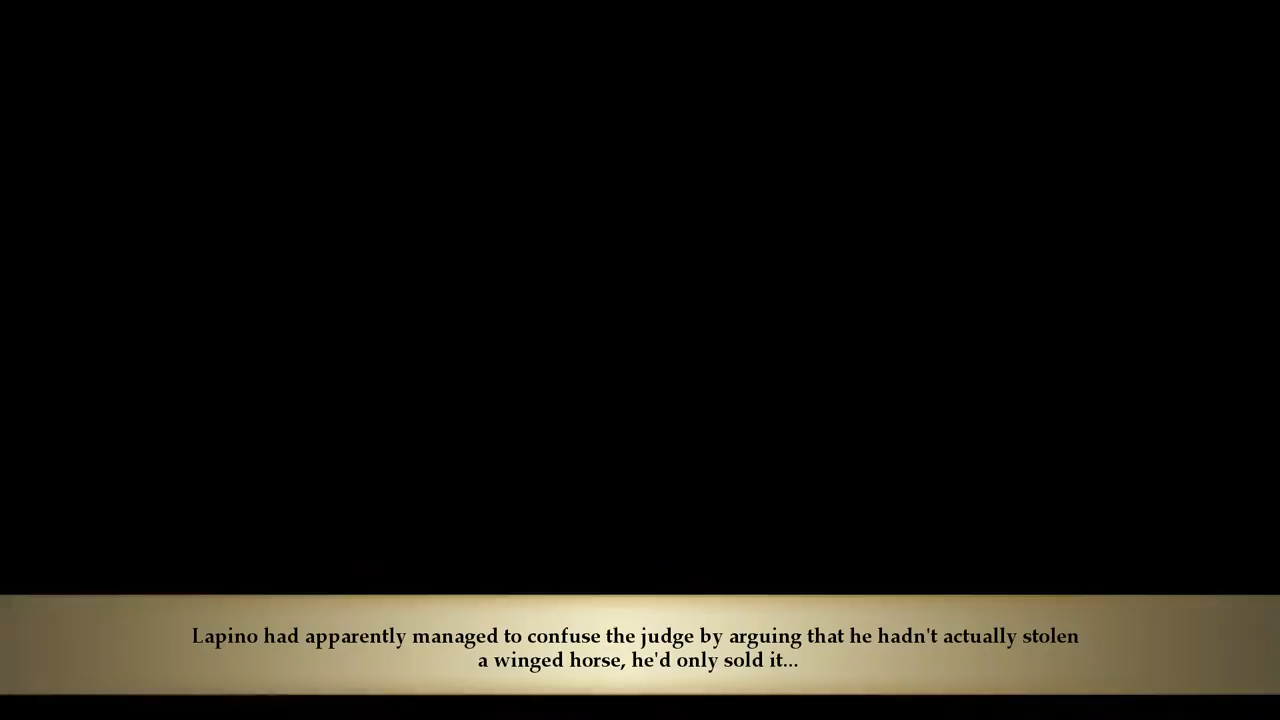 Lapino had apparently managed to confuse the judge by arguing that he hadn't actually stolen
a winged horse, he'd only sold it...